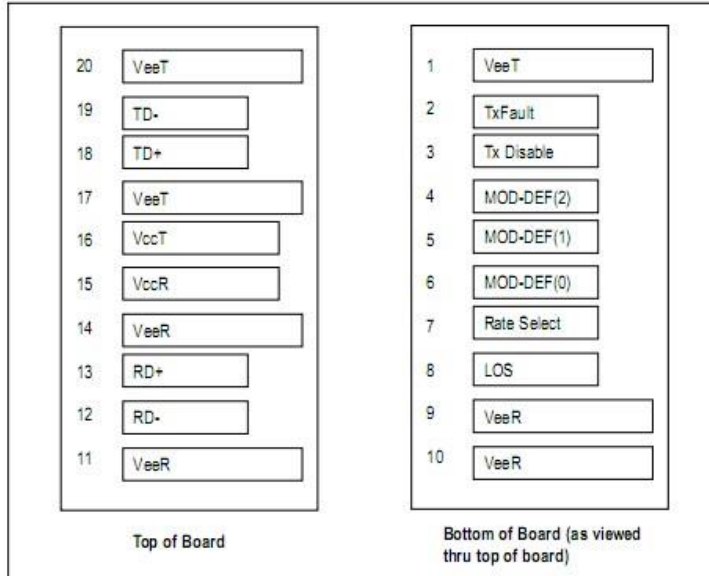 20 VeeT
19 TD-
18 TD+
17 VeeT
16 VccT
15 VccR
14 VeeR
13 RD+
12 RD-
11 VeeR
Top of Board
1 VeeT
2 TxFault
3 Tx Disable
4 MOD-DEF(2)
5 MOD-DEF(1)
6 MOD-DEF(0)
7 Rate Select
8 LOS
9 VeeR
10 VeeR
Bottom of Board (as viewed
thru top of board)